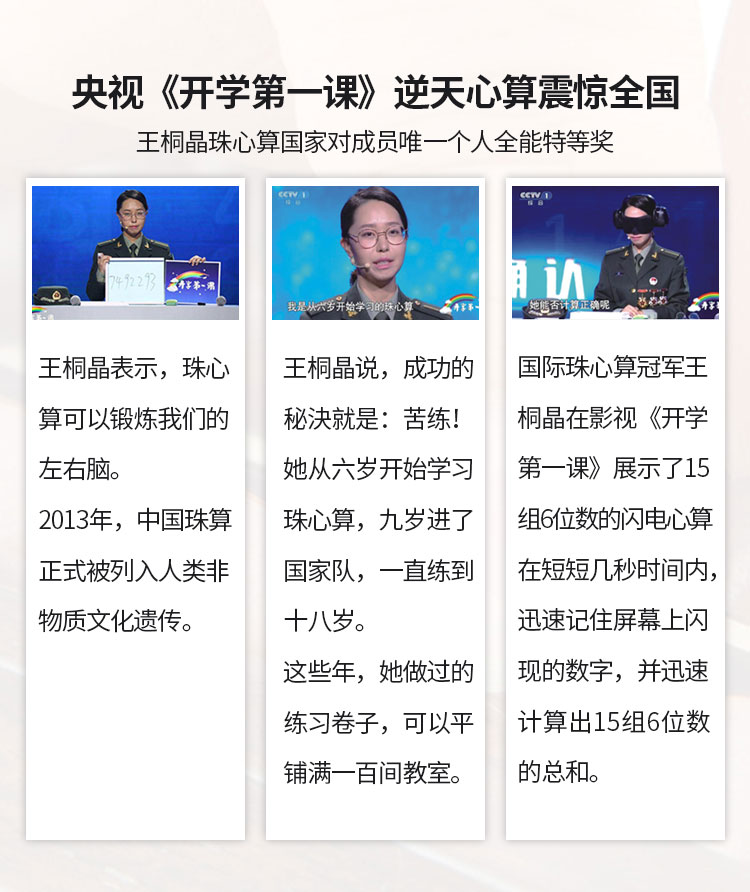 央视《开学第一课》逆天心算震惊全国
王桐晶珠心算国家对成员唯一个人全能特等奖
7492293
开学第一课
王桐晶表示，珠心
算可以锻炼我们的
左右脑。
2013年，中国珠算
正式被列入人类非
物质文化遗传。
CCTV 1
综合
我是从六岁开始学习的珠心算
王桐晶说，成功的
秘决就是：苦练！
她从六岁开始学习
珠心算，九岁进了
国家队，一直练到
十八岁。
这些年，她做过的
练习卷子，可以平
铺满一百间教室。
CCTV 1
综合
确认
她能否计算正确呢
国际珠心算冠军王
桐晶在影视《开学
第一课》展示了15
组6位数的闪电心算
在短短几秒时间内，
迅速记住屏幕上闪
现的数字，并迅速
计算出15组6位数
的总和。